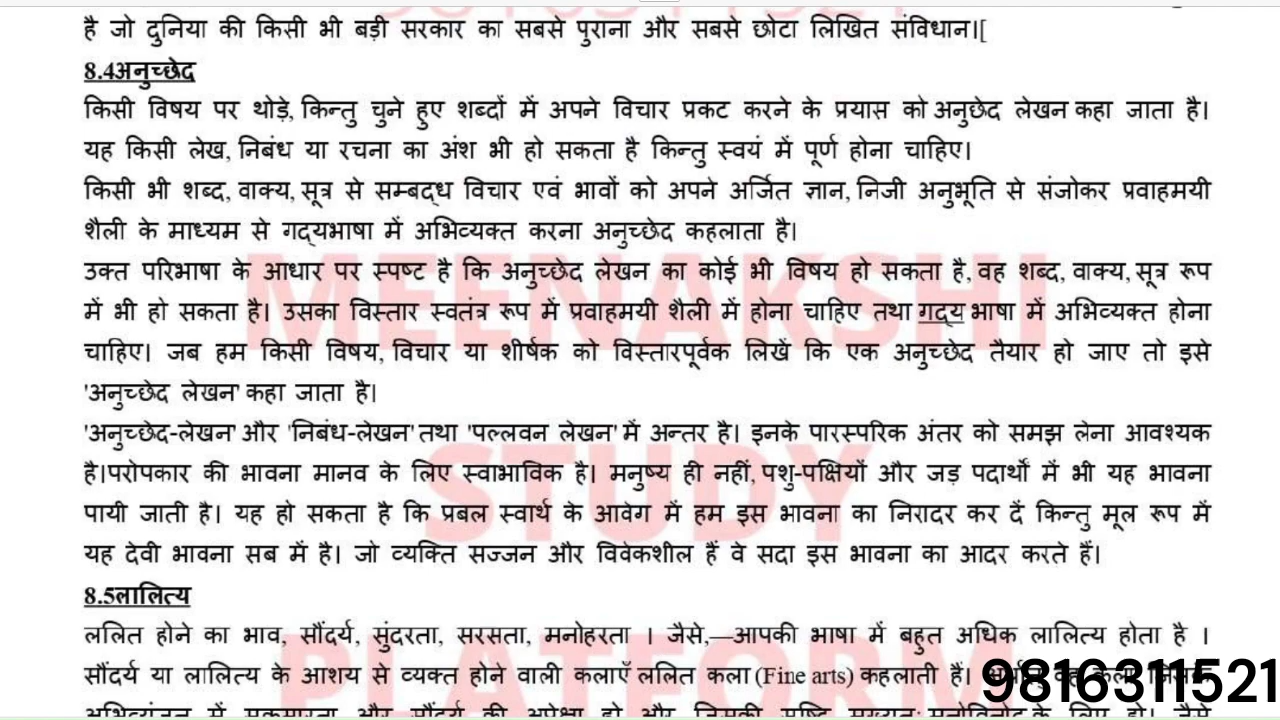 है जो दुनिया की किसी भी बड़ी सरकार का सबसे पुराना और सबसे छोटा लिखित संविधान।[
8.4अनुच्छेद
किसी विषय पर थोड़े, किन्तु चुने हुए शब्दों में अपने विचार प्रकट करने के प्रयास को अनुछेद लेखन कहा जाता है।
यह किसी लेख, निबंध या रचना का अंश भी हो सकता है किन्तु स्वयं में पूर्ण होना चाहिए।
किसी भी शब्द, वाक्य, सूत्र से सम्बद्ध विचार एवं भावों को अपने अर्जित ज्ञान, निजी अनुभूति से संजोकर प्रवाहमयी
शैली के माध्यम से गद्यभाषा में अभिव्यक्त करना अनुच्छेद कहलाता है।
उक्त परिभाषा के आधार पर स्पष्ट है कि अनुच्छेद लेखन का कोई भी विषय हो सकता है, वह शब्द, वाक्य, सूत्र रूप
में भी हो सकता है। उसका विस्तार स्वतंत्र रूप में प्रवाहमयी शैली में होना चाहिए तथा गद्य भाषा में अभिव्यक्त होना
चाहिए। जब हम किसी विषय, विचार या शीर्षक को विस्तारपूर्वक लिखें कि एक अनुच्छेद तैयार हो जाए तो इसे
'अनुच्छेद लेखन' कहा जाता है।
'अनुच्छेद-लेखन' और 'निबंध-लेखन' तथा 'पल्लवन लेखन' में अन्तर है। इनके पारस्परिक अंतर को समझ लेना आवश्यक
है।परोपकार की भावना मानव के लिए स्वाभाविक है। मनुष्य ही नहीं, पशु-पक्षियों और जड़ पदार्थों में भी यह भावना
पायी जाती है। यह हो सकता है कि प्रबल स्वार्थ के आवेग में हम इस भावना का निरादर कर दें किन्तु मूल रूप में
यह देवी भावना सब में है। जो व्यक्ति सज्जन और विवेकशील हैं वे सदा इस भावना का आदर करते हैं।
8.5लालित्य
ललित होने का भाव, सौंदर्य, सुंदरता, सरसता, मनोहरता । जैसे,—आपकी भाषा में बहुत अधिक लालित्य होता है ।
सौंदर्य या लालित्य के आशय से व्यक्त होने वाली कलाएँ ललित कला (Fine arts) कहलाती हैं।
9816311521
MEENAKSHI
STUDY
PLATFORM